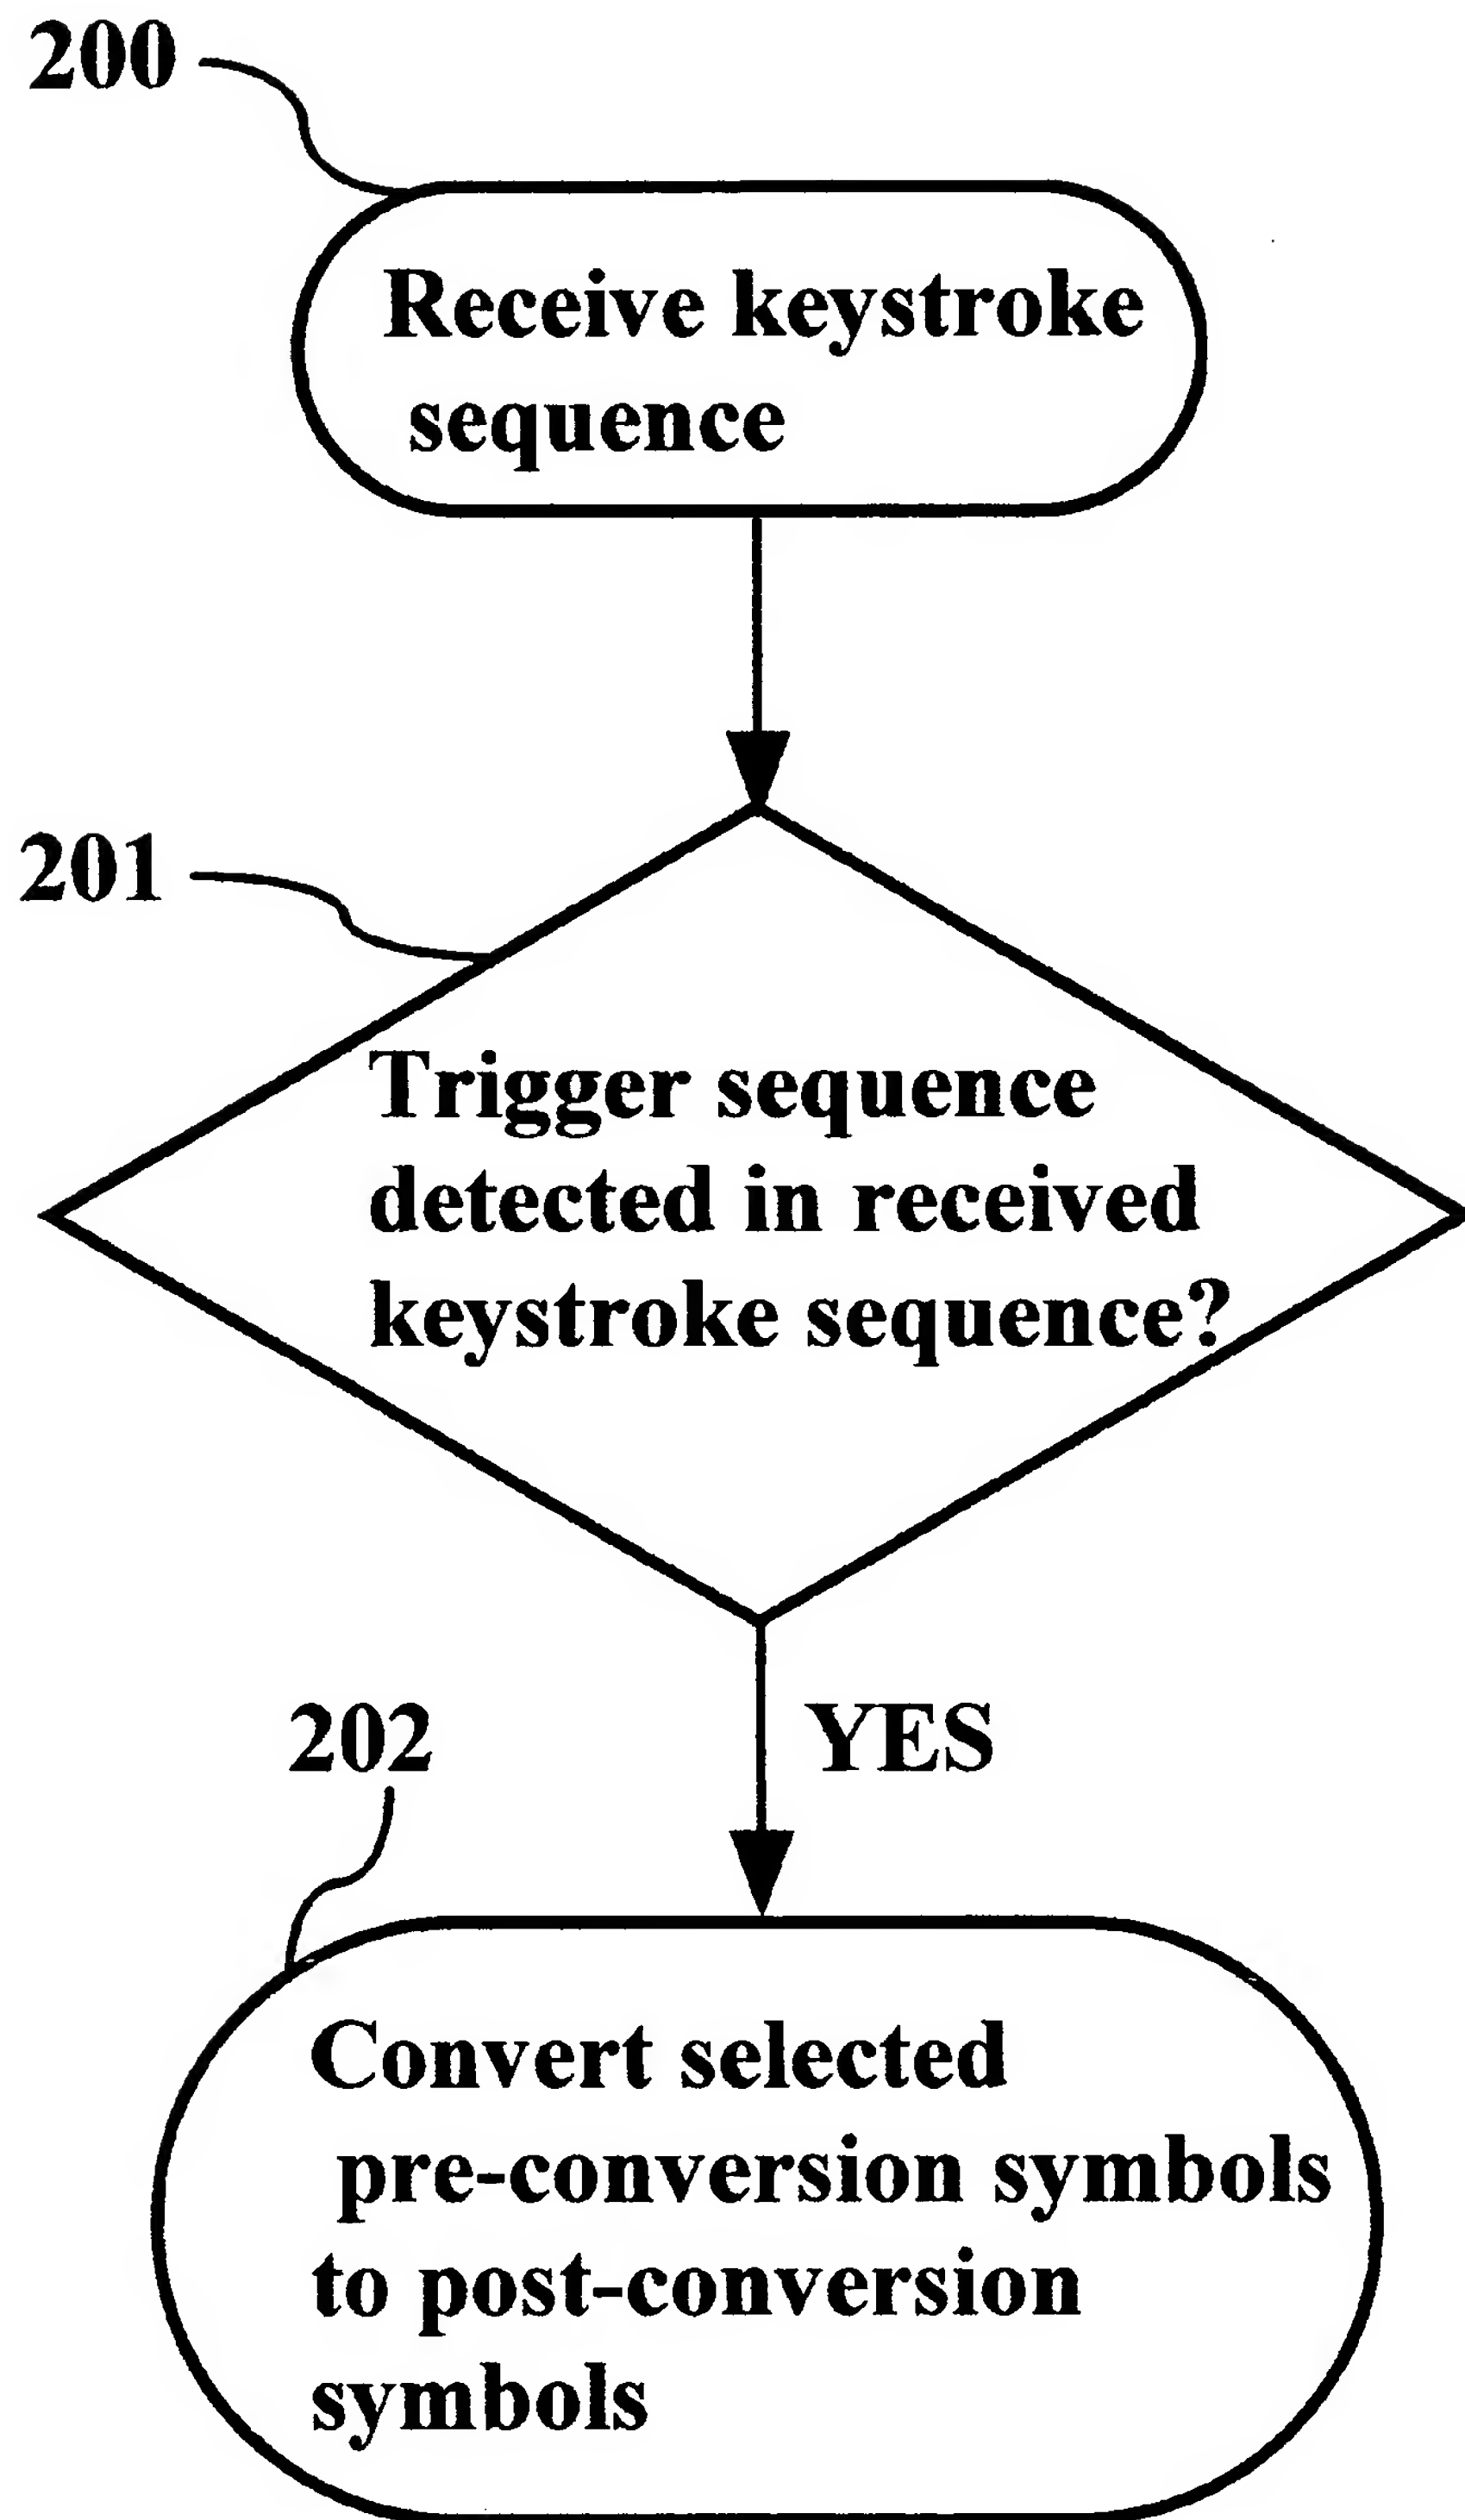 200
Receive keystroke
sequence
201
Trigger sequence
detected in received
keystroke sequence?
202
YES
Convert selected
pre-conversion symbols
to post-conversion
symbols